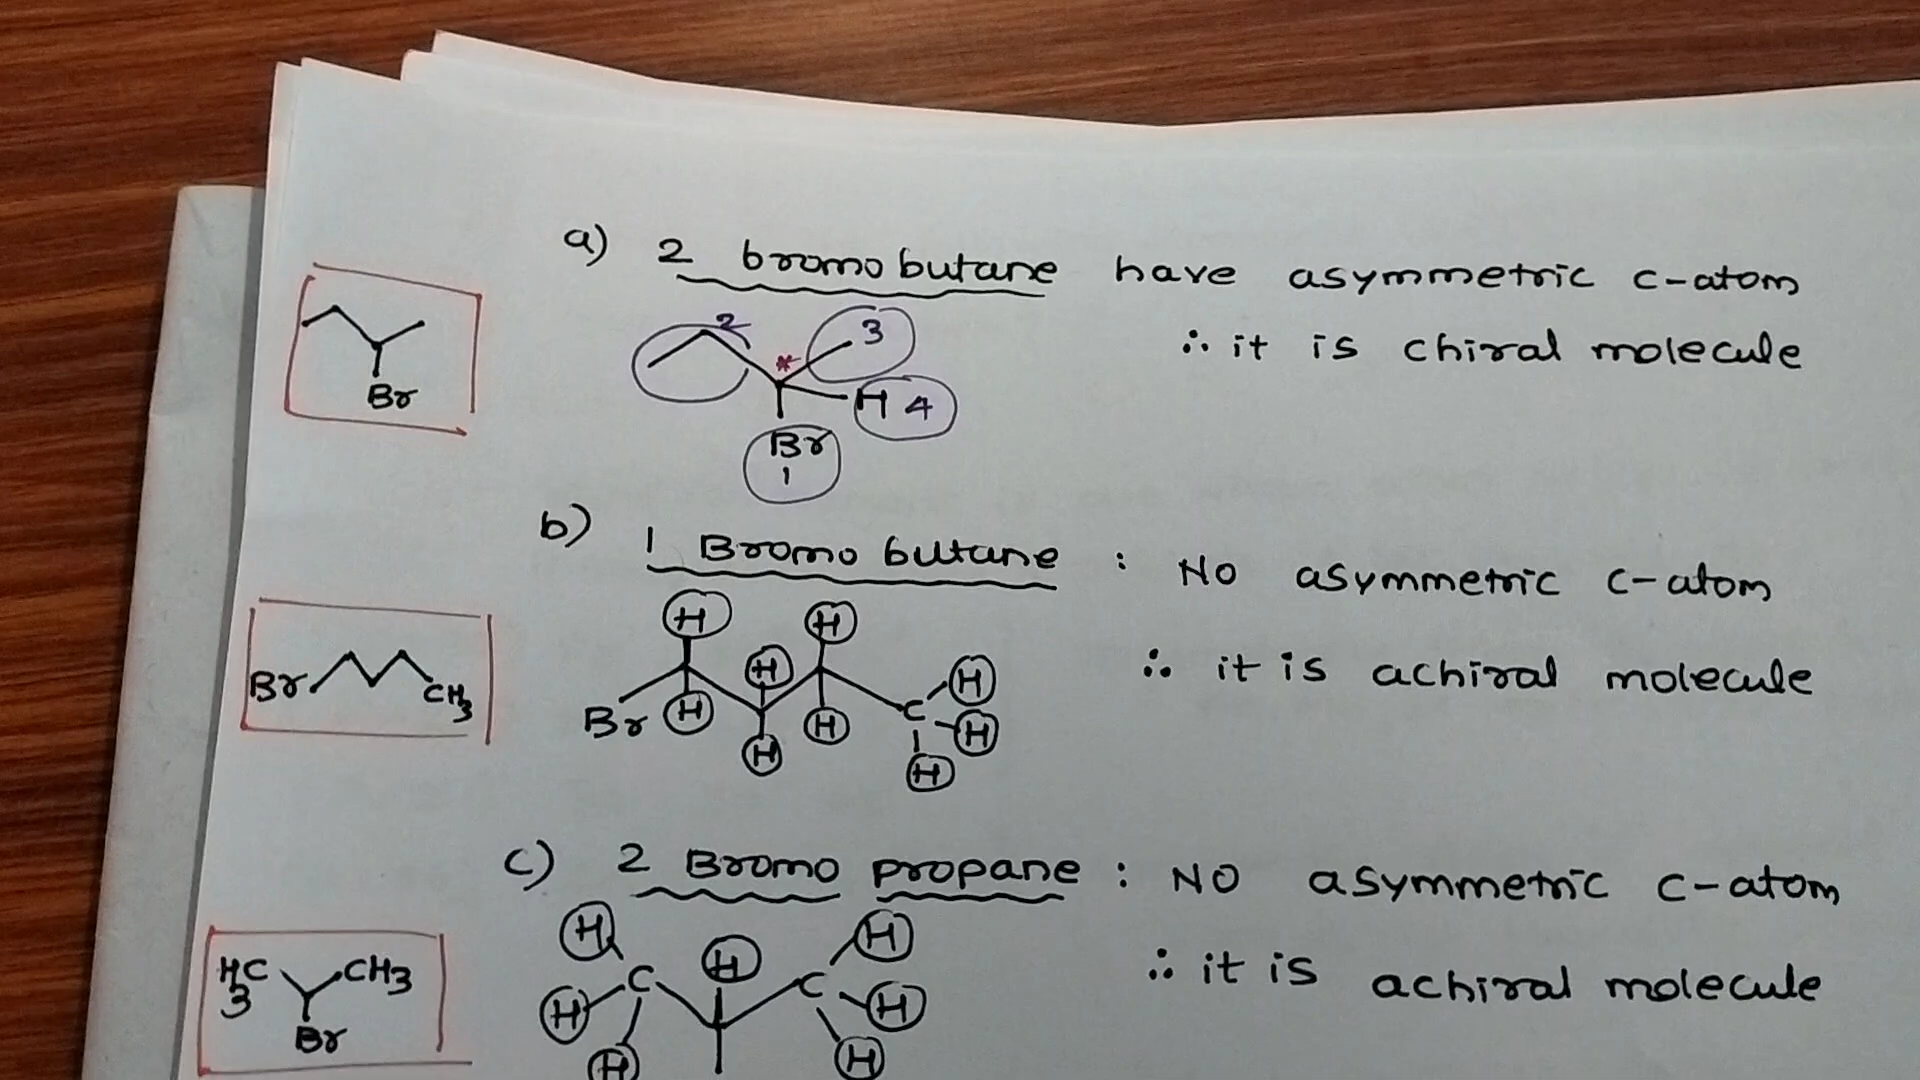 a) 2 bromo butane have asymmetric c-atom
∴ it is chiral molecule
Br
2
3
*
H 4
Br
1
b) 1 Bromo butane : NO asymmetric c-atom
∴ it is achiral molecule
Br CH3
H H
H
Br H H
H
C H
H
H
c) 2 Bromo propane : NO asymmetric c-atom
∴ it is achiral molecule
H3C CH3
Br
H H H
C C
H H
H H